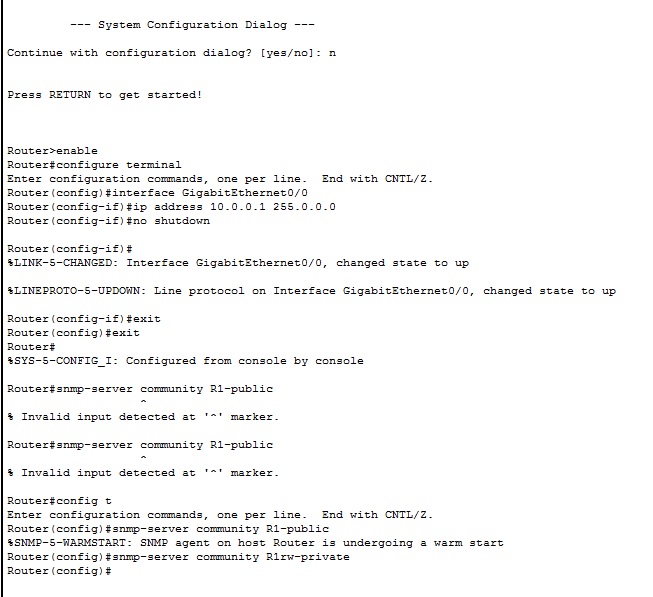 --- System Configuration Dialog ---
Continue with configuration dialog? [yes/no]: n
Press RETURN to get started!
Router>enable
Router#configure terminal
Enter configuration commands, one per line.  End with CNTL/Z.
Router(config)#interface GigabitEthernet0/0
Router(config-if)#ip address 10.0.0.1 255.0.0.0
Router(config-if)#no shutdown
Router(config-if)#
%LINK-5-CHANGED: Interface GigabitEthernet0/0, changed state to up
%LINEPROTO-5-UPDOWN: Line protocol on Interface GigabitEthernet0/0, changed state to up
Router(config-if)#exit
Router(config)#exit
Router#
%SYS-5-CONFIG_I: Configured from console by console
Router#snmp-server community R1-public
^
% Invalid input detected at '^' marker.
Router#snmp-server community R1-public
^
% Invalid input detected at '^' marker.
Router#config t
Enter configuration commands, one per line.  End with CNTL/Z.
Router(config)#snmp-server community R1-public
%SNMP-5-WARMSTART: SNMP agent on host Router is undergoing a warm start
Router(config)#snmp-server community R1rw-private
Router(config)#